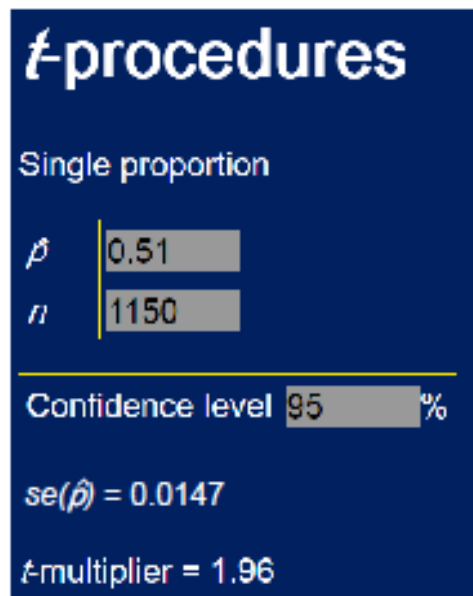 t-procedures
Single proportion
p̂ 0.51
n 1150
Confidence level 95 %
se(p̂) = 0.0147
t-multiplier = 1.96